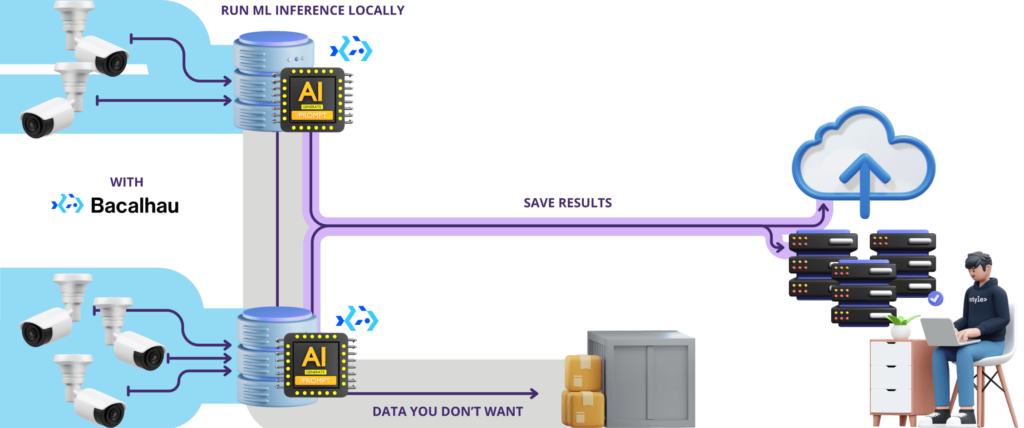 RUN ML INFERENCE LOCALLY
AI
GENERATE
/PROMPT
WITH
Bacalhau
SAVE RESULTS
style>
AI
GENERATE
/PROMPT
DATA YOU DON'T WANT